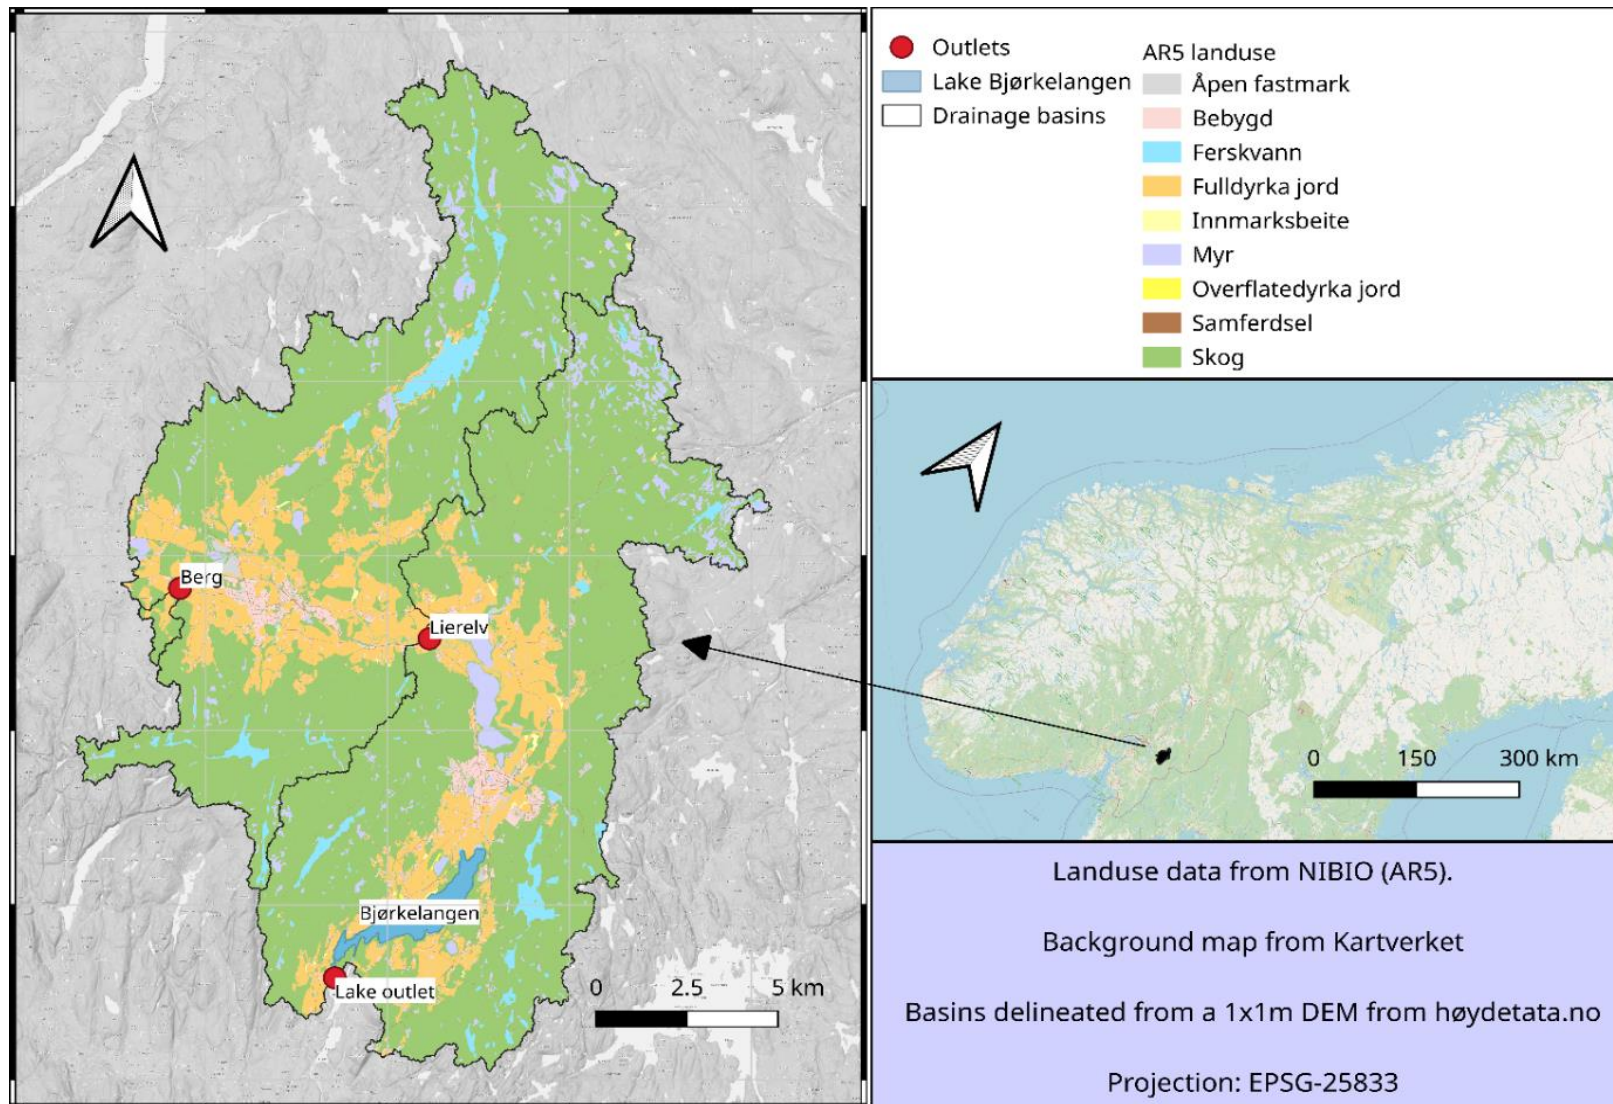 Berg
Lierelv
Bjørkelangen
Lake outlet
0 2.5 5 km
Outlets
Lake Bjørkelangen
Drainage basins
AR5 landuse
Åpen fastmark
Bebygd
Ferskvann
Fulldyrka jord
Innmarksbeite
Myr
Overflatedyrka jord
Samferdsel
Skog
0 150 300 km
Landuse data from NIBIO (AR5).
Background map from Kartverket
Basins delineated from a 1x1m DEM from høydetata.no
Projection: EPSG-25833